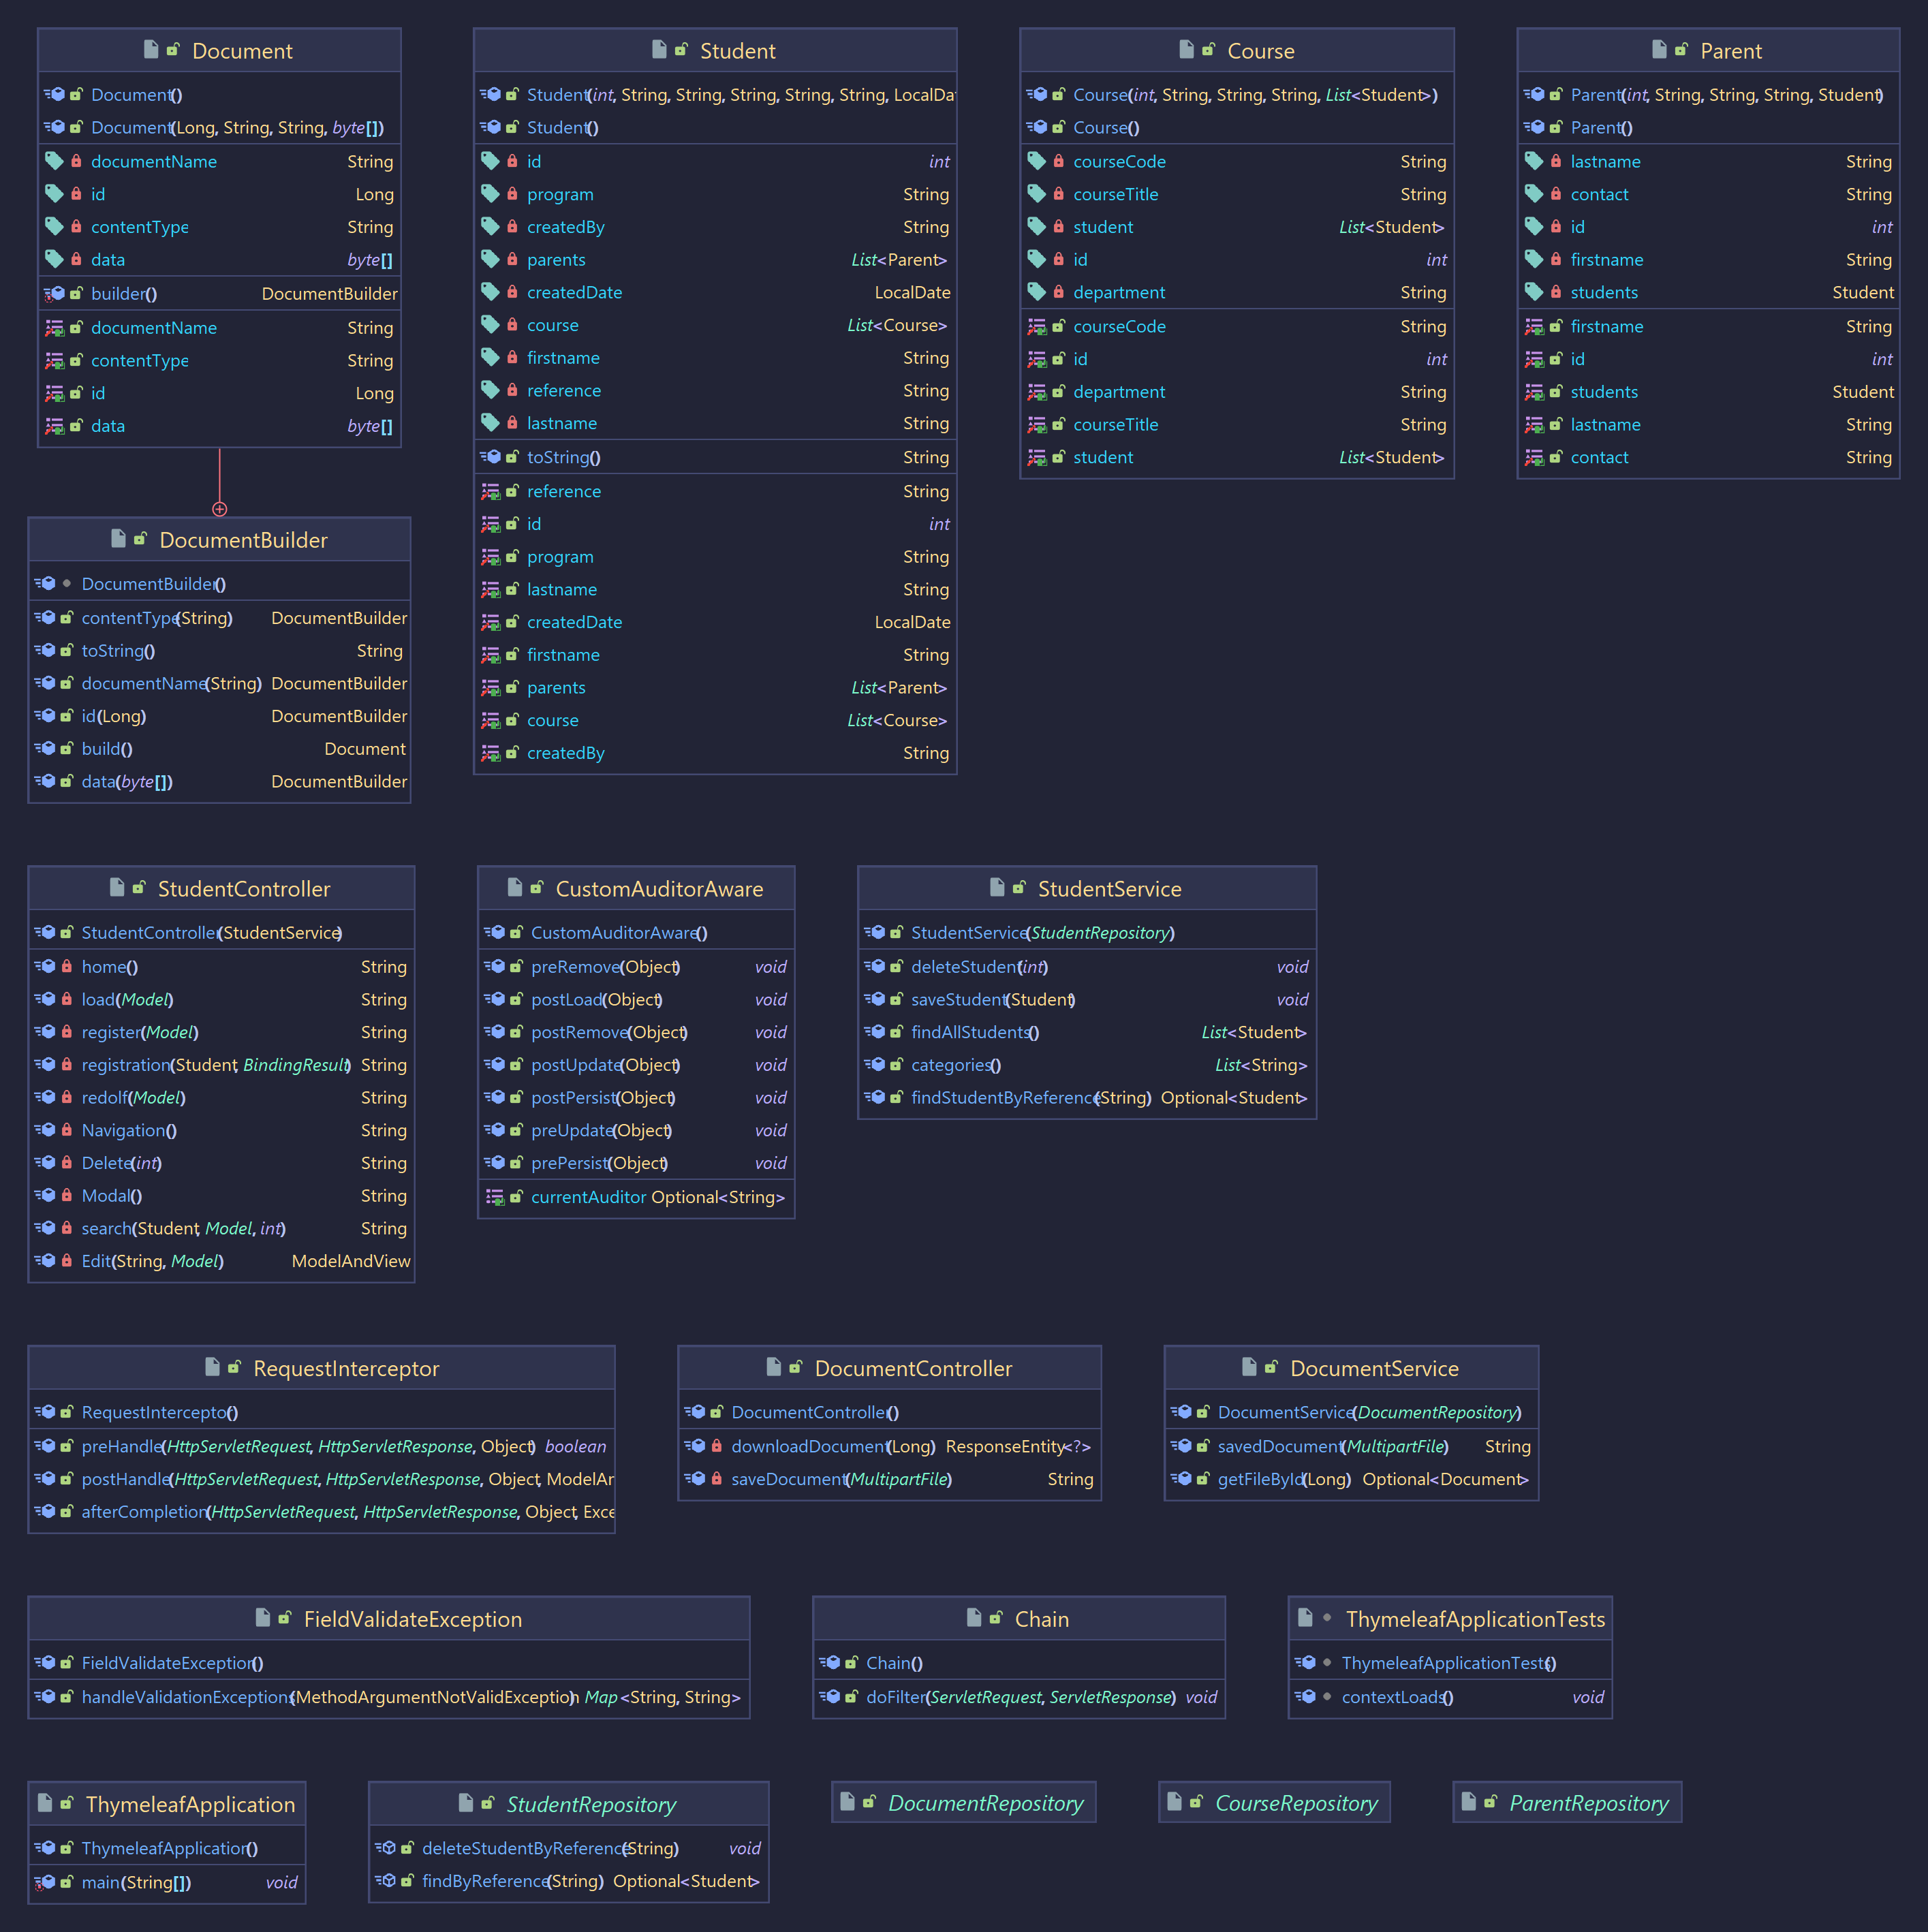 Document
Document()
Document(Long, String, String, byte[])
documentName String
id Long
contentType String
data byte[]
builder() DocumentBuilder
documentName String
contentType String
id Long
data byte[]
Student
Student(int, String, String, String, String, String, LocalDat
Student()
id int
program String
createdBy String
parents List<Parent>
createdDate LocalDate
course List<Course>
firstname String
reference String
lastname String
toString() String
reference String
id int
program String
lastname String
createdDate LocalDate
firstname String
parents List<Parent>
course List<Course>
createdBy String
Course
Course(int, String, String, String, List<Student>)
Course()
courseCode String
courseTitle String
student List<Student>
id int
department String
courseCode String
id int
department String
courseTitle String
student List<Student>
Parent
Parent(int, String, String, String, Student)
Parent()
lastname String
contact String
id int
firstname String
students Student
firstname String
id int
students Student
lastname String
contact String
DocumentBuilder
DocumentBuilder()
contentType(String) DocumentBuilder
toString() String
documentName(String) DocumentBuilder
id(Long) DocumentBuilder
build() Document
data(byte[]) DocumentBuilder
StudentController
StudentController(StudentService)
home() String
load(Model) String
register(Model) String
registration(Student, BindingResult) String
redolf(Model) String
Navigation() String
Delete(int) String
Modal() String
search(Student, Model, int) String
Edit(String, Model) ModelAndView
CustomAuditorAware
CustomAuditorAware()
preRemove(Object) void
postLoad(Object) void
postRemove(Object) void
postUpdate(Object) void
postPersist(Object) void
preUpdate(Object) void
prePersist(Object) void
currentAuditor Optional<String>
StudentService
StudentService(StudentRepository)
deleteStudent(int) void
saveStudent(Student) void
findAllStudents() List<Student>
categories() List<String>
findStudentByReference(String) Optional<Student>
RequestInterceptor
RequestInterceptor()
preHandle(HttpServletRequest, HttpServletResponse, Object) boolean
postHandle(HttpServletRequest, HttpServletResponse, Object, ModelAn
afterCompletion(HttpServletRequest, HttpServletResponse, Object, Exce
DocumentController
DocumentController()
downloadDocument(Long) ResponseEntity<?>
saveDocument(MultipartFile) String
DocumentService
DocumentService(DocumentRepository)
savedDocument(MultipartFile) String
getFileById(Long) Optional<Document>
FieldValidateException
FieldValidateException()
handleValidationExceptions(MethodArgumentNotValidException) Map<String, String>
Chain
Chain()
doFilter(ServletRequest, ServletResponse) void
ThymeleafApplicationTests
ThymeleafApplicationTests()
contextLoads() void
ThymeleafApplication
ThymeleafApplication()
main(String[]) void
StudentRepository
deleteStudentByReference(String) void
findByReference(String) Optional<Student>
DocumentRepository
CourseRepository
ParentRepository